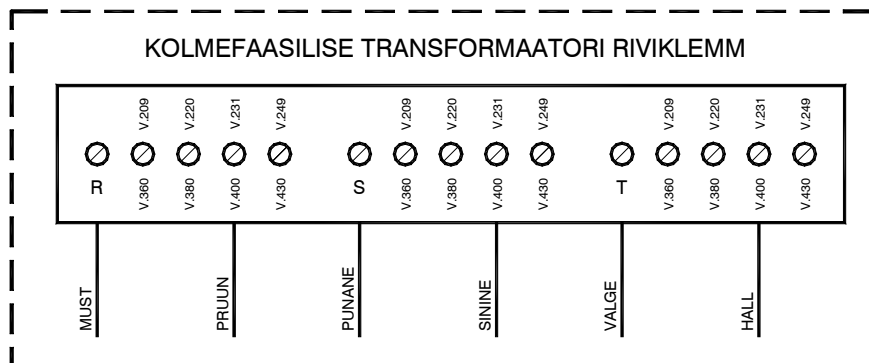 KOLMEFAASILISE TRANSFORMAATORI RIVIKLEMM
V.209 V.220 V.231 V.249 V.209 V.220 V.231 V.249 V.209 V.220 V.231 V.249
R V.360 V.380 V.400 V.430 S V.360 V.380 V.400 V.430 T V.360 V.380 V.400 V.430
MUST PRUUN PUNANE SININE VALGE HALL